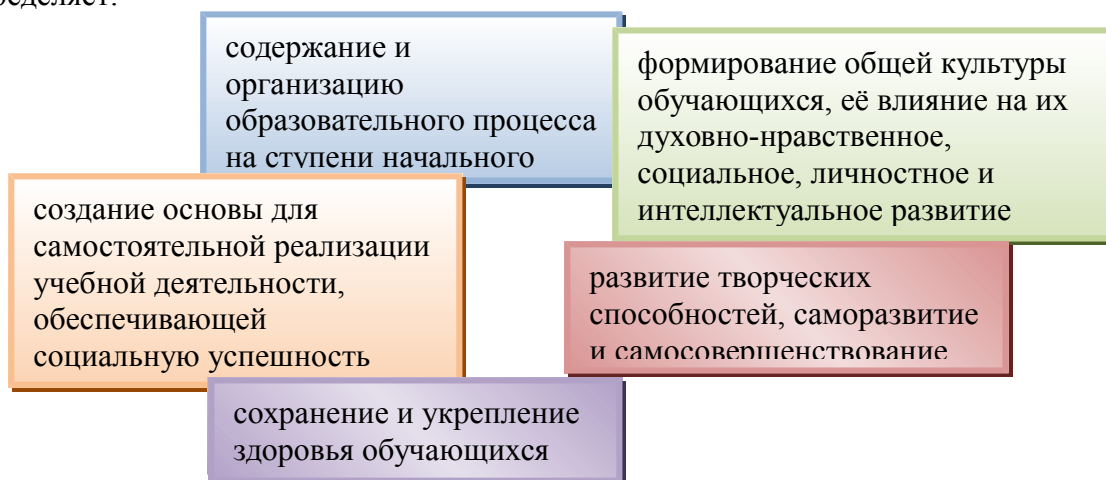 содержание и
организацию
образовательного процесса
на ступени начального
формирование общей культуры
обучающихся, её влияние на их
духовно-нравственное,
социальное, личностное и
интеллектуальное развитие
создание основы для
самостоятельной реализации
учебной деятельности,
обеспечивающей
социальную успешность
развитие творческих
способностей, саморазвитие
и самосовершенствование
сохранение и укрепление
здоровья обучающихся